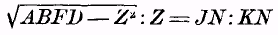 √ABFD — Z² : Z = JN : KN